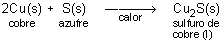 2Cu(s) + S(s) calor Cu₂S(s)
cobre azufre sulfuro de
cobre (I)